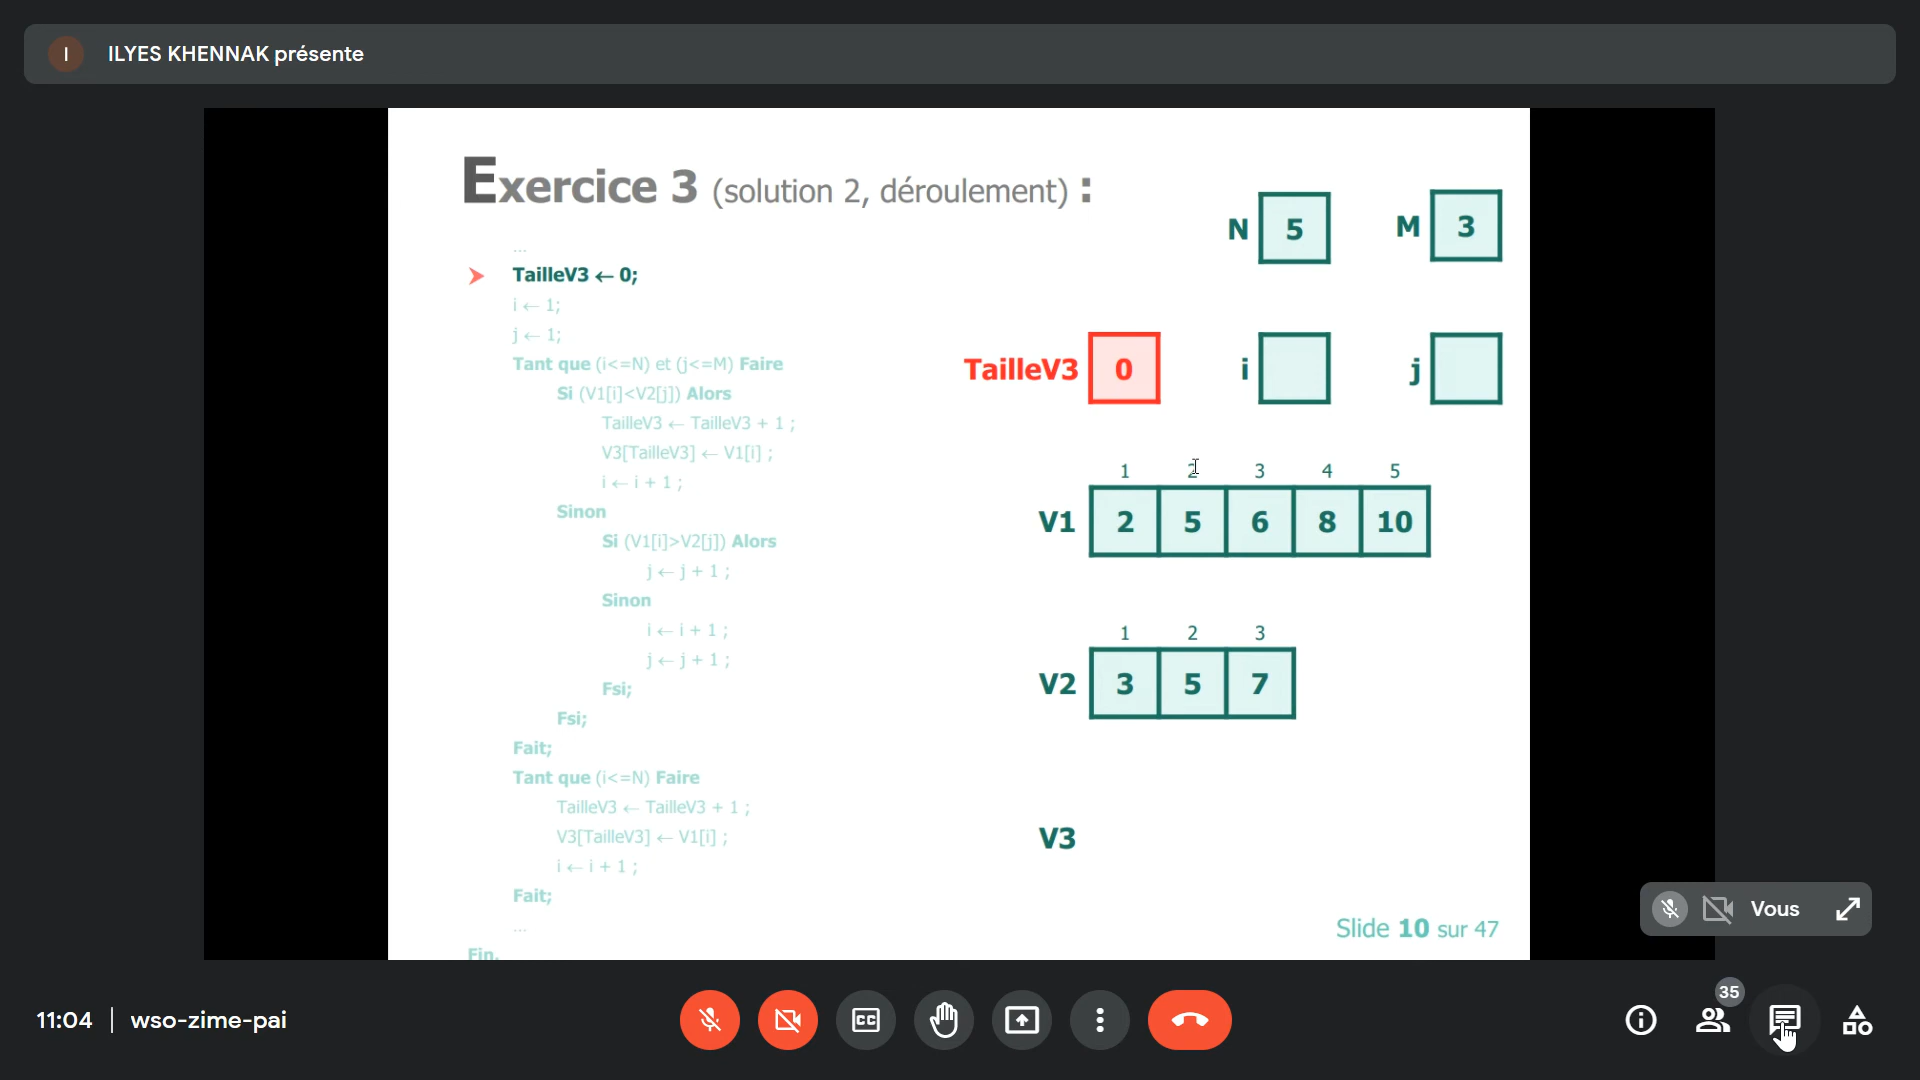 I ILYES KHENNAK présente
Exercice 3 (solution 2, déroulement) :
N 5 M 3
...
TailleV3 ← 0;
i ← 1;
j ← 1;
Tant que (i<=N) et (j<=M) Faire
Si (V1[i]<V2[j]) Alors
TailleV3 ← TailleV3 + 1 ;
V3[TailleV3] ← V1[i] ;
i ← i + 1 ;
Sinon
Si (V1[i]>V2[j]) Alors
j ← j + 1 ;
Sinon
i ← i + 1 ;
j ← j + 1 ;
Fsi;
Fsi;
Fait;
Tant que (i<=N) Faire
TailleV3 ← TailleV3 + 1 ;
V3[TailleV3] ← V1[i] ;
i ← i + 1 ;
Fait;
...
Fin.
TailleV3 0 i j
1 2 3 4 5
V1 2 5 6 8 10
1 2 3
V2 3 5 7
V3
Slide 10 sur 47
Vous
11:04 | wso-zime-pai
CC
35